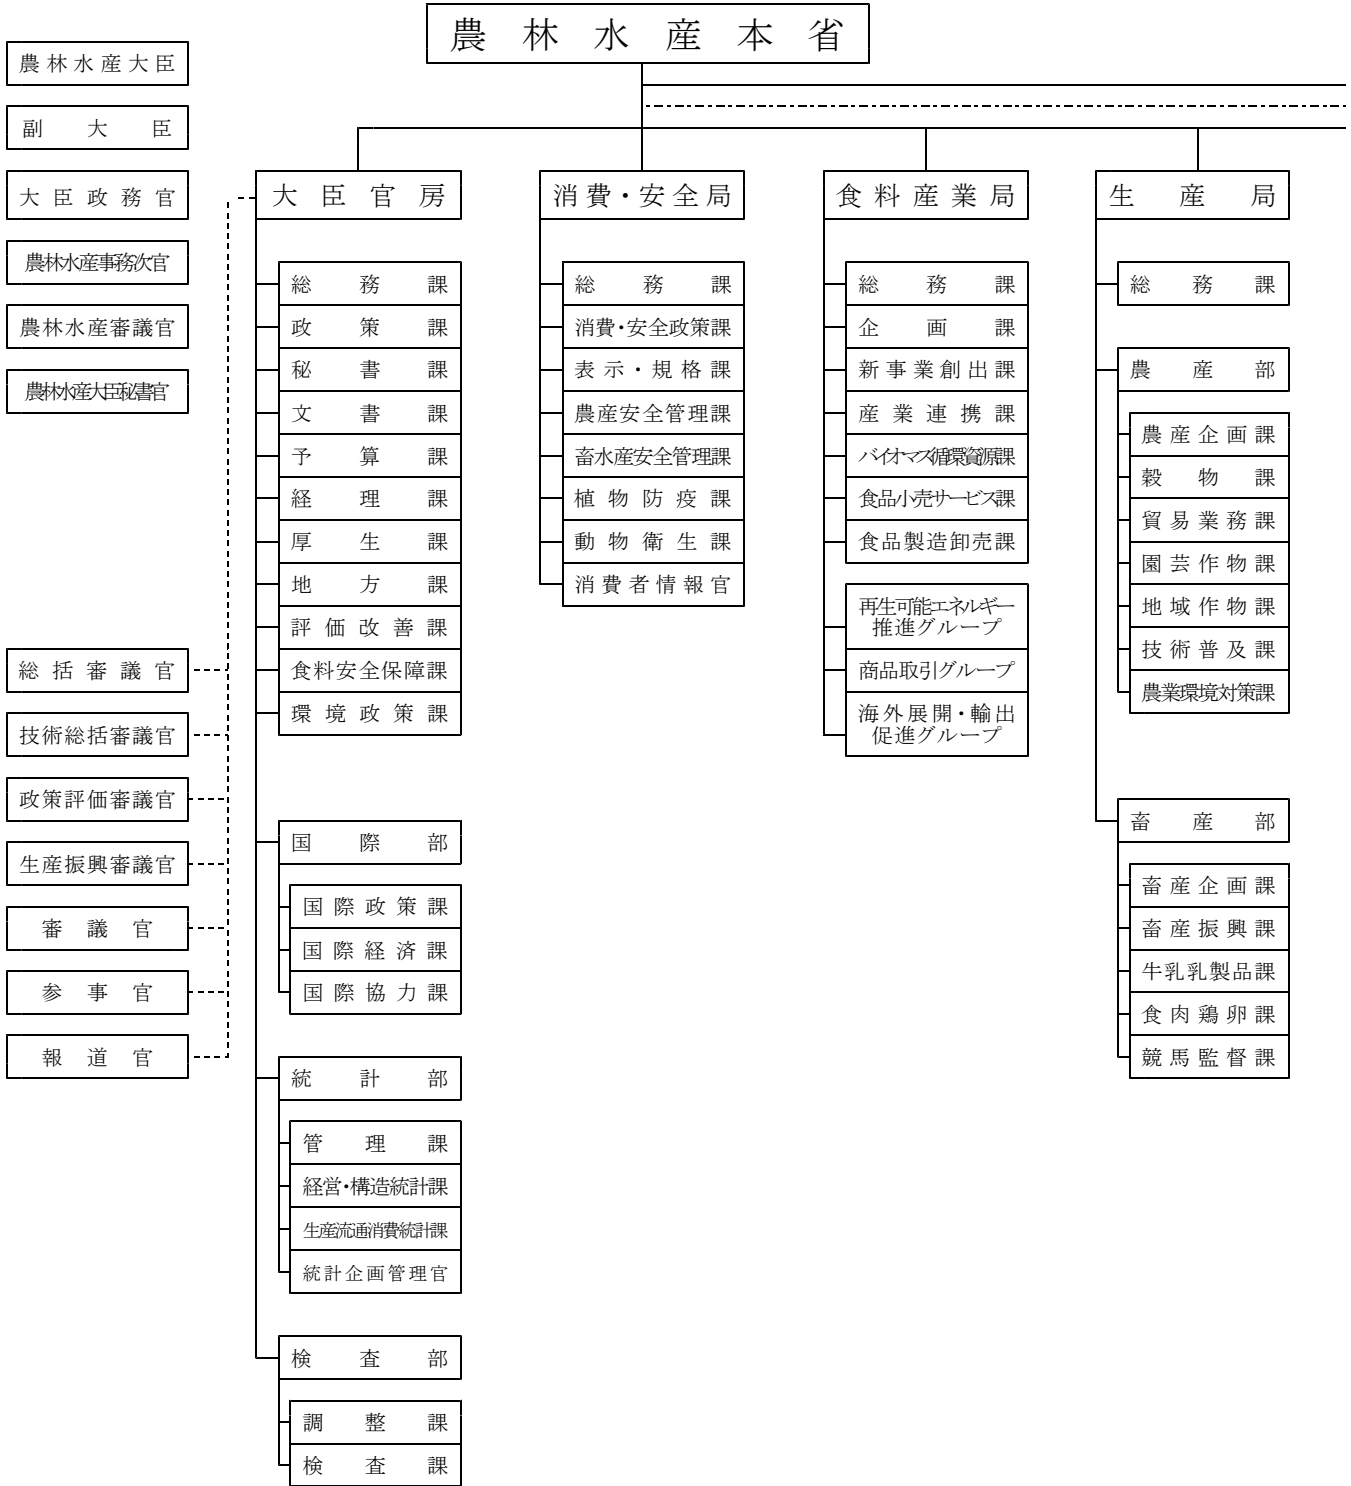 農林水産本省
農林水産大臣
副大臣
大臣政務官
農林水産事務次官
農林水産審議官
農林水産大臣秘書官
総括審議官
技術総括審議官
政策評価審議官
生産振興審議官
審議官
参事官
報道官
大臣官房
総務課
政策課
秘書課
文書課
予算課
経理課
厚生課
地方課
評価改善課
食料安全保障課
環境政策課
国際部
国際政策課
国際経済課
国際協力課
統計部
管理課
経営・構造統計課
生産流通消費統計課
統計企画管理官
検査部
調整課
検査課
消費・安全局
総務課
消費・安全政策課
表示・規格課
農産安全管理課
畜水産安全管理課
植物防疫課
動物衛生課
消費者情報官
食料産業局
総務課
企画課
新事業創出課
産業連携課
バイオマス循環資源課
食品小売サービス課
食品製造卸売課
再生可能エネルギー
推進グループ
商品取引グループ
海外展開・輸出
促進グループ
生産局
総務課
農産部
農産企画課
穀物課
貿易業務課
園芸作物課
地域作物課
技術普及課
農業環境対策課
畜産部
畜産企画課
畜産振興課
牛乳乳製品課
食肉鶏卵課
競馬監督課